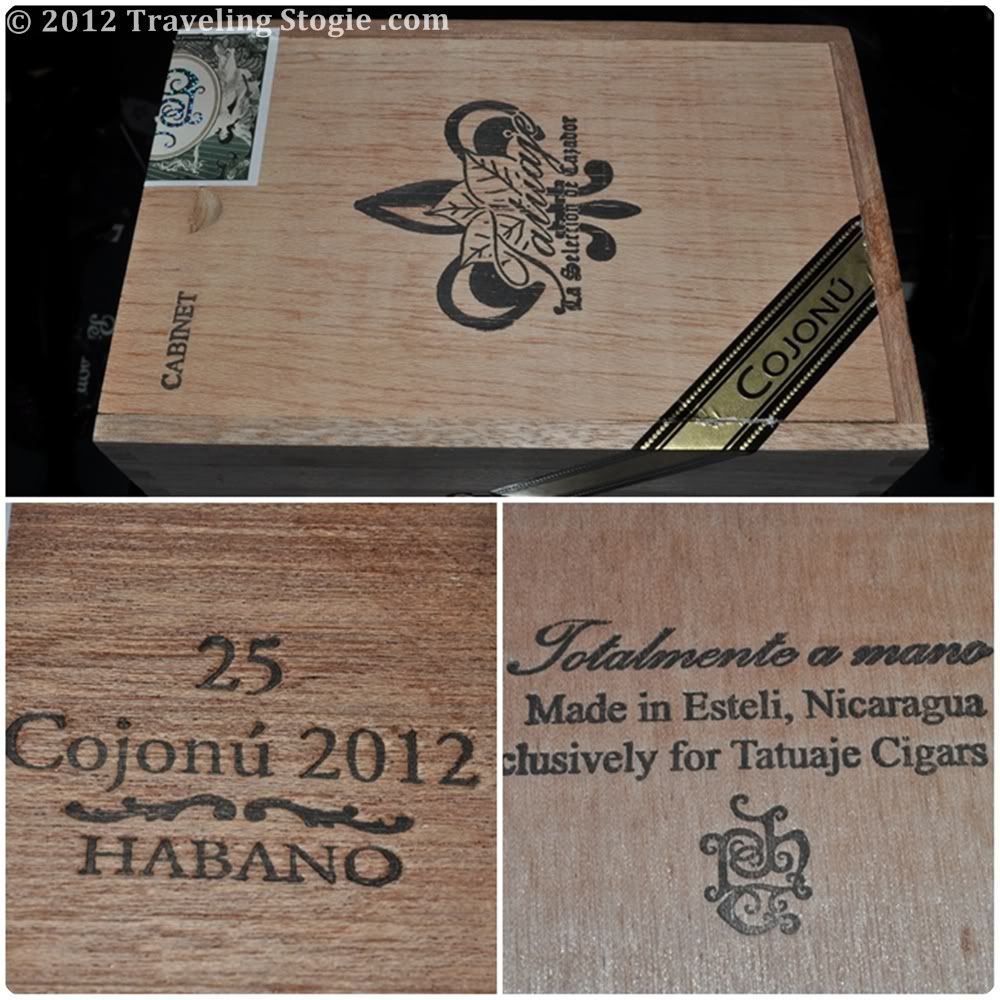 © 2012 Traveling Stogie .com
Tatuaje
La Seleccion de Cazador
CABINET
COJONÚ
25
Cojonú 2012
HABANO
Totalmente a mano
Made in Esteli, Nicaragua
clusively for Tatuaje Cigars